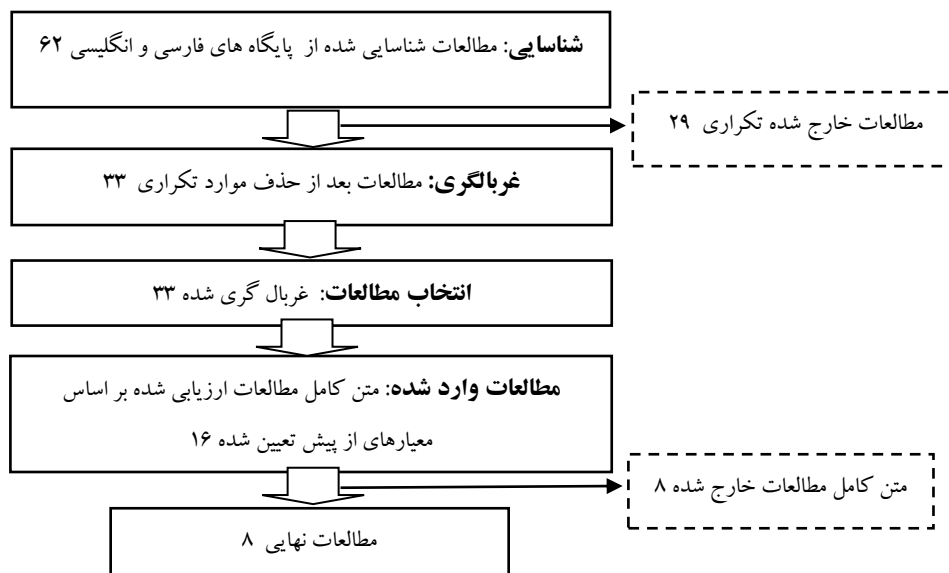 شناسایی: مطالعات شناسایی شده از پایگاه های فارسی و انگلیسی ۶۲
مطالعات خارج شده تکراری ۲۹
غربالگری: مطالعات بعد از حذف موارد تکراری ۳۳
انتخاب مطالعات: غربال گری شده ۳۳
مطالعات وارد شده: متن کامل مطالعات ارزیابی شده بر اساس
معیارهای از پیش تعیین شده ۱۶
متن کامل مطالعات خارج شده ۸
مطالعات نهایی ۸